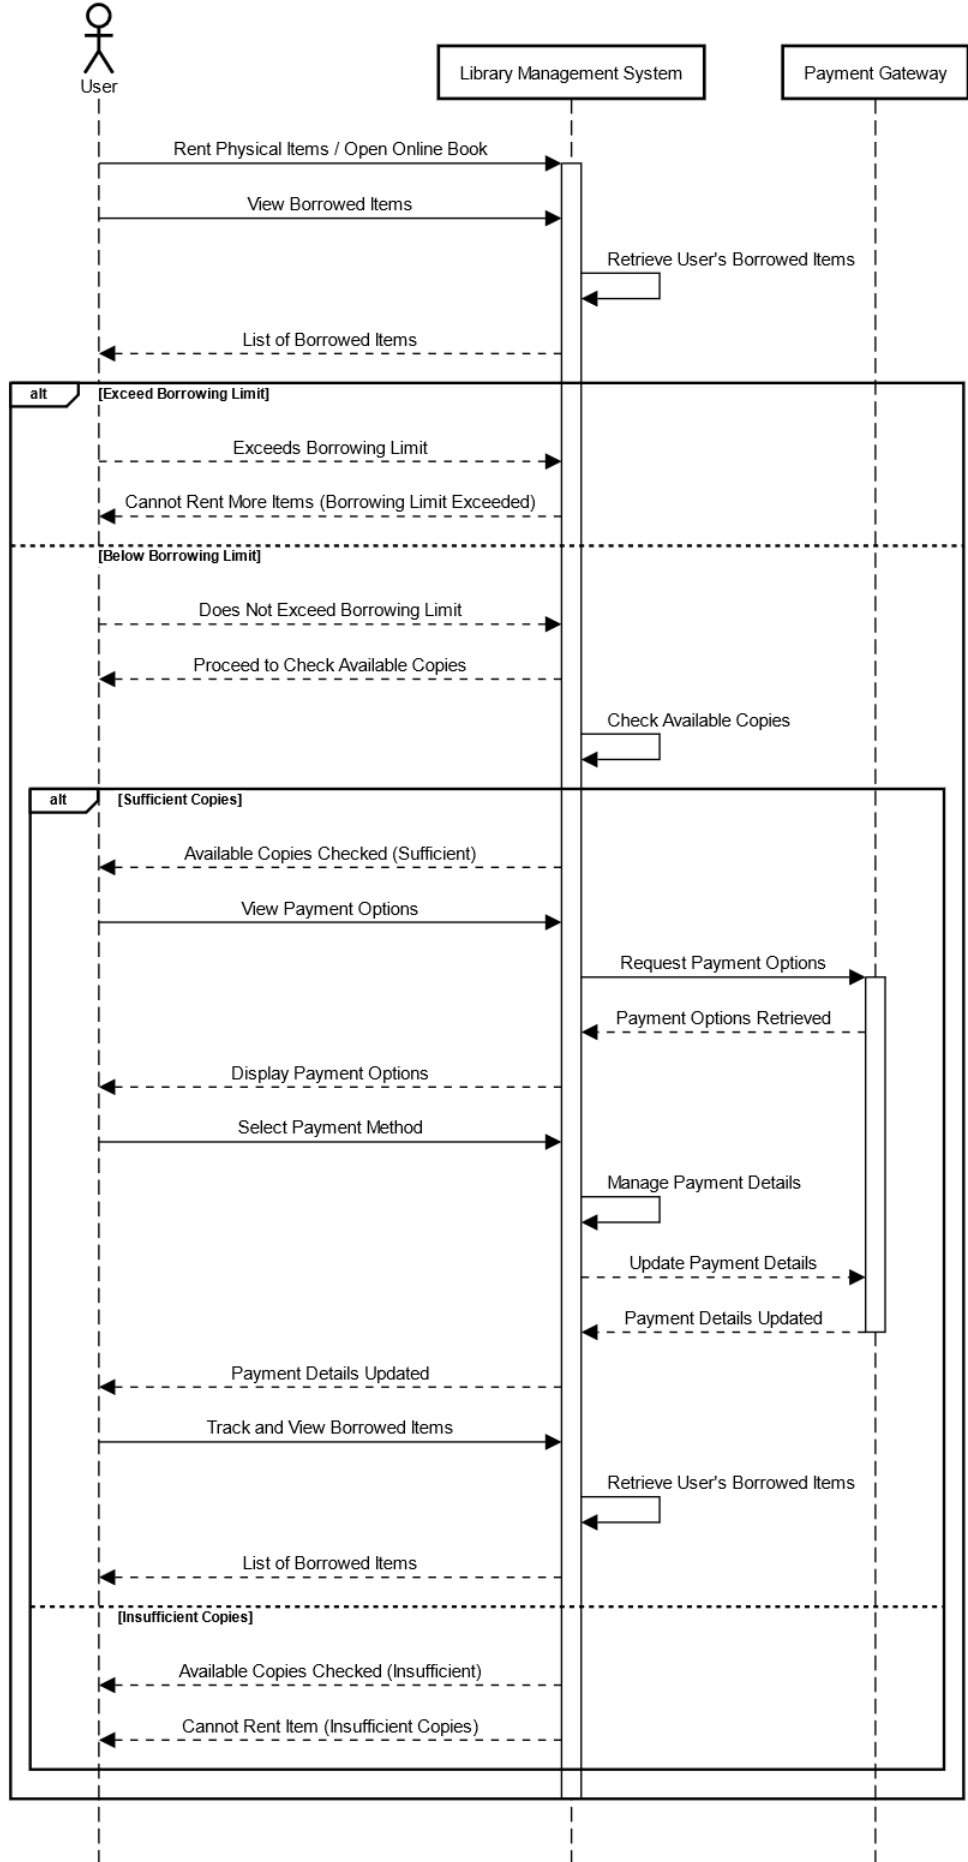 User
Library Management System
Payment Gateway
Rent Physical Items / Open Online Book
View Borrowed Items
Retrieve User's Borrowed Items
List of Borrowed Items
alt
[Exceed Borrowing Limit]
Exceeds Borrowing Limit
Cannot Rent More Items (Borrowing Limit Exceeded)
[Below Borrowing Limit]
Does Not Exceed Borrowing Limit
Proceed to Check Available Copies
Check Available Copies
alt
[Sufficient Copies]
Available Copies Checked (Sufficient)
View Payment Options
Request Payment Options
Payment Options Retrieved
Display Payment Options
Select Payment Method
Manage Payment Details
Update Payment Details
Payment Details Updated
Payment Details Updated
Track and View Borrowed Items
Retrieve User's Borrowed Items
List of Borrowed Items
[Insufficient Copies]
Available Copies Checked (Insufficient)
Cannot Rent Item (Insufficient Copies)